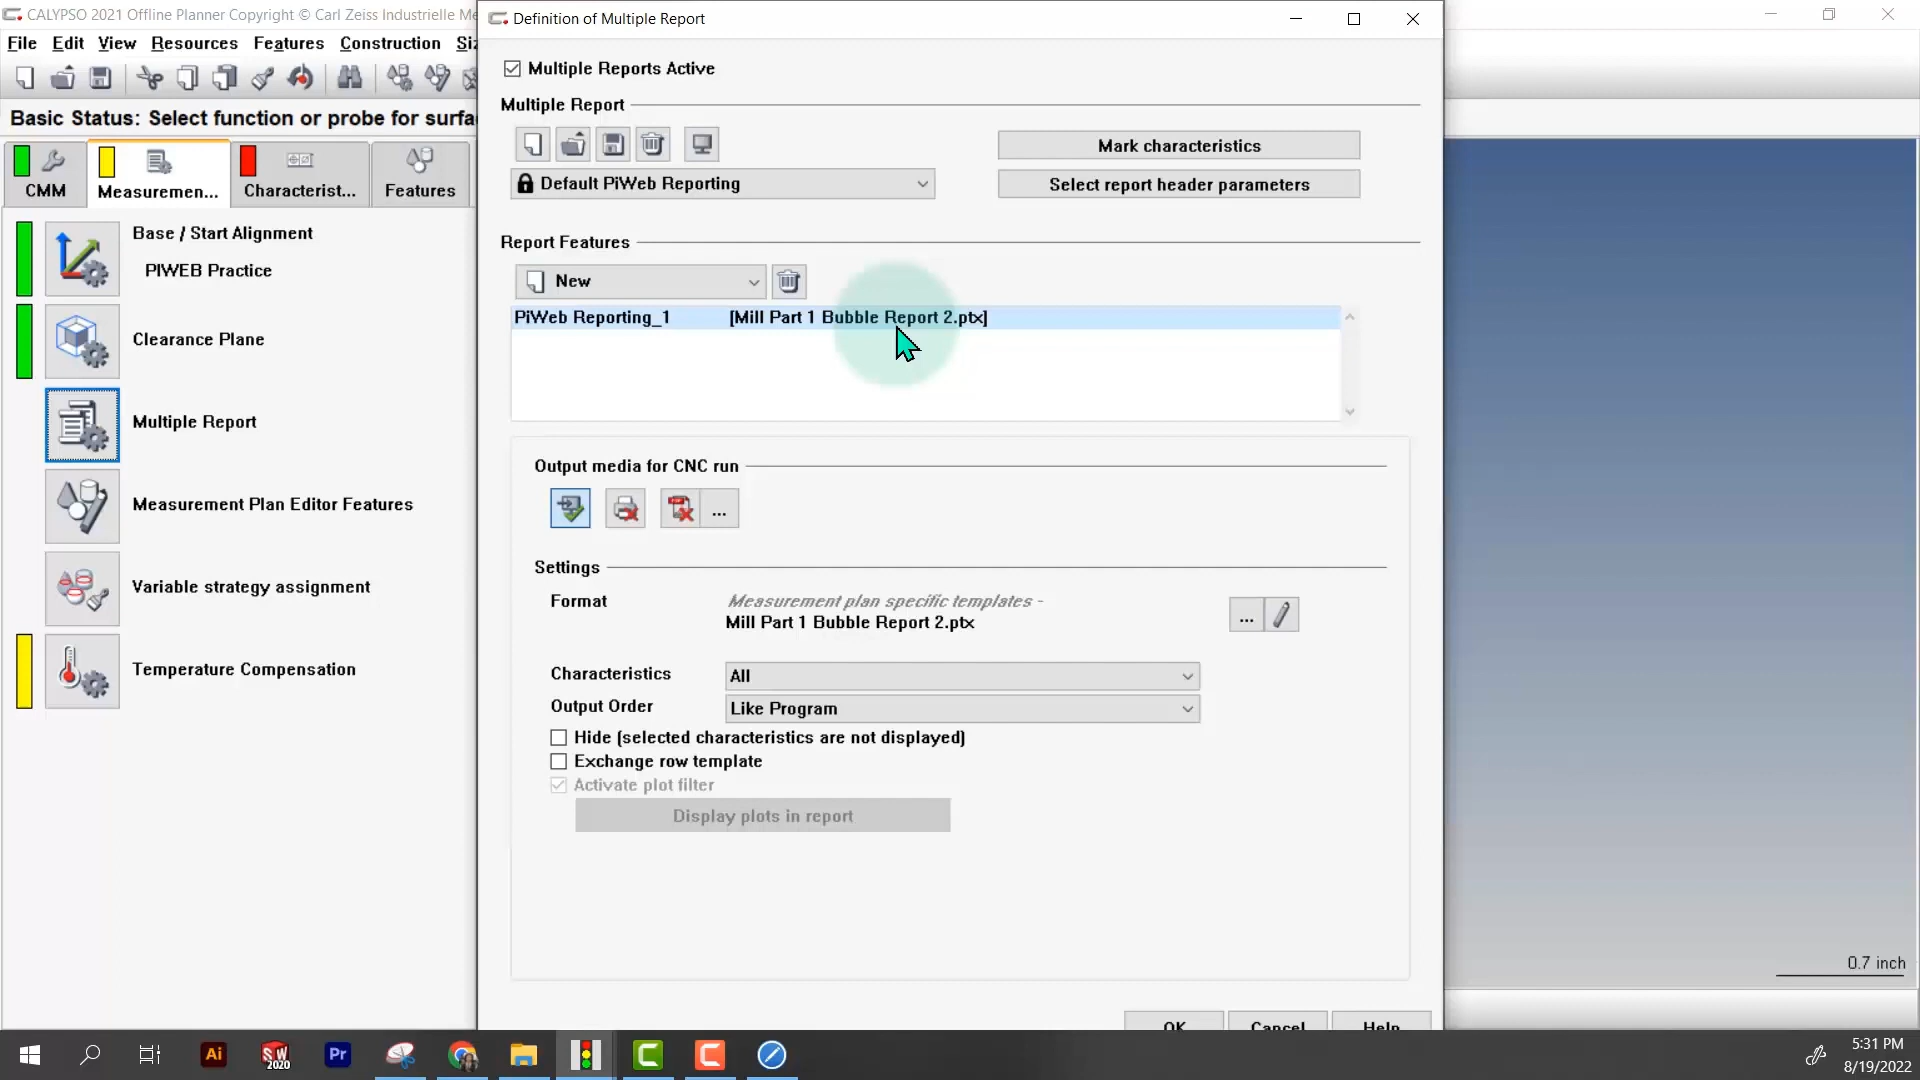 CALYPSO 2021 Offline Planner Copyright © Carl Zeiss Industrielle Me
Definition of Multiple Report
File Edit View Resources Features Construction Siz
Multiple Reports Active
Multiple Report
Basic Status: Select function or probe for surfa
Mark characteristics
CMM
Measuremen...
Characterist...
Features
Default PiWeb Reporting
Select report header parameters
Base / Start Alignment
PIWEB Practice
Report Features
New
PiWeb Reporting_1 [Mill Part 1 Bubble Report 2.ptx]
Clearance Plane
Multiple Report
Output media for CNC run
...
Measurement Plan Editor Features
Settings
Format
Measurement plan specific templates -
Mill Part 1 Bubble Report 2.ptx
...
Variable strategy assignment
Characteristics All
Temperature Compensation
Output Order Like Program
Hide (selected characteristics are not displayed)
Exchange row template
Activate plot filter
Display plots in report
0.7 inch
OK Cancel Help
Ai
SW
2020
Pr
C
C
5:31 PM
8/19/2022